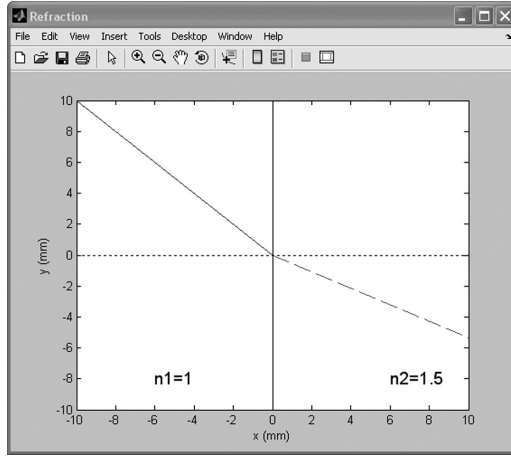 Refraction
File Edit View Insert Tools Desktop Window Help
10
8
6
4
2
0
-2
-4
-6
-8
-10
y (mm)
n1=1 n2=1.5
-10 -8 -6 -4 -2 0 2 4 6 8 10
x (mm)